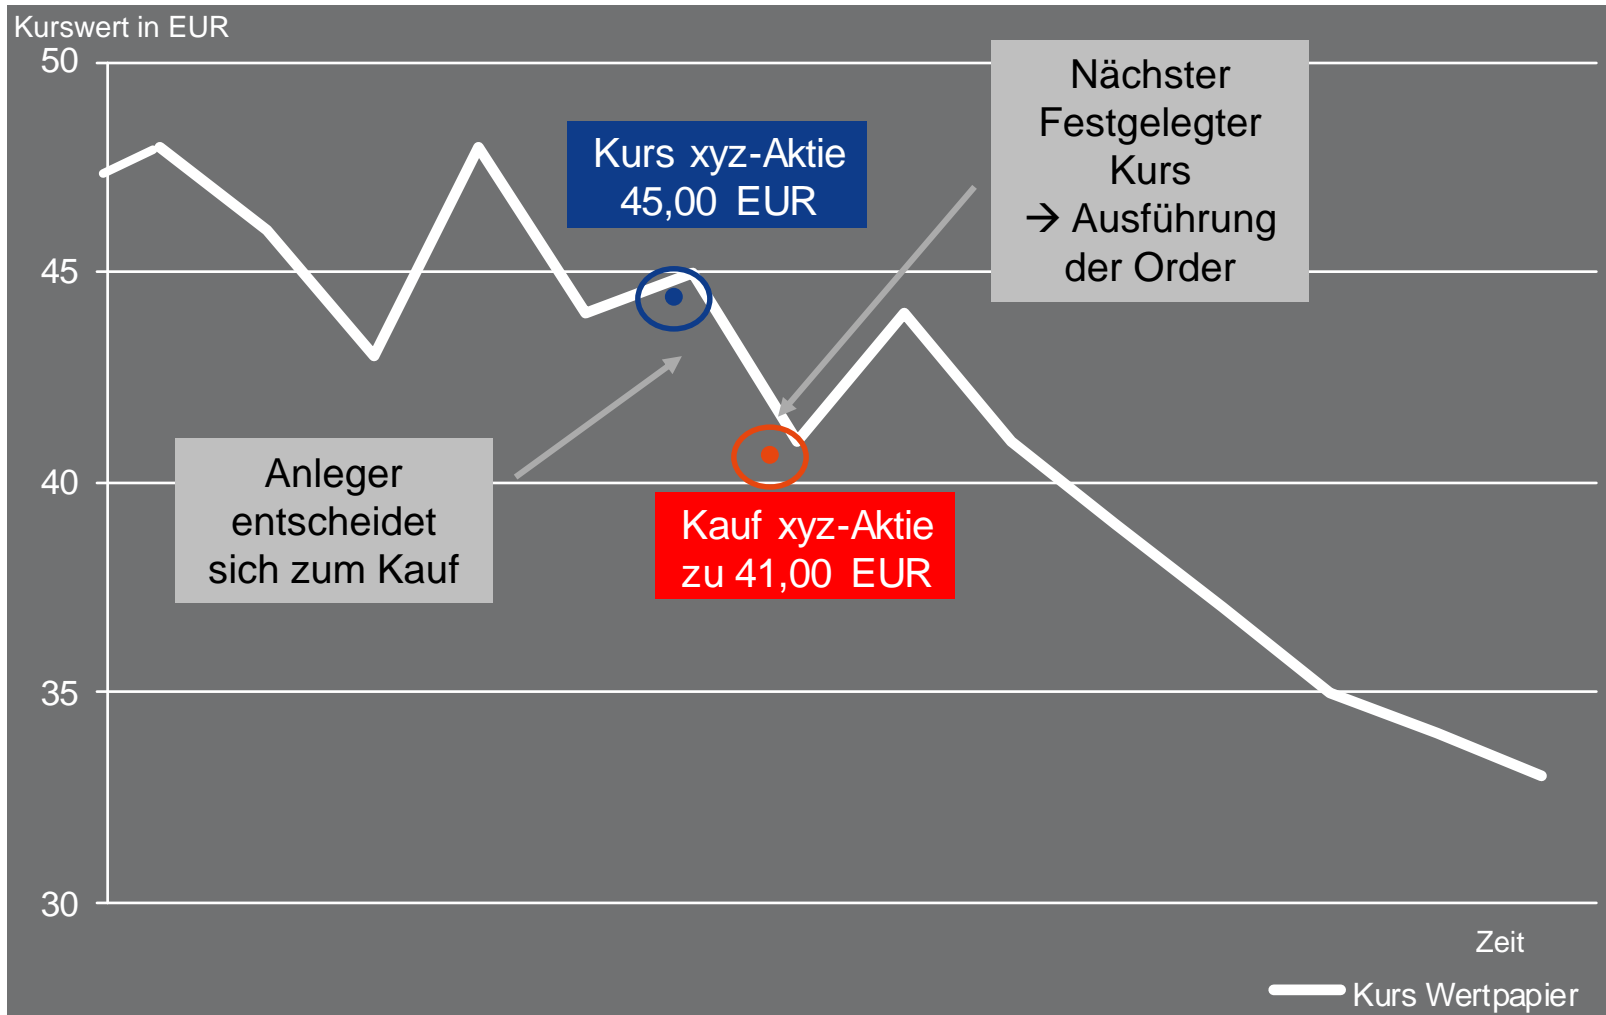 Kurswert in EUR
50
45
40
35
30
Kurs xyz-Aktie
45,00 EUR
Nächster
Festgelegter
Kurs
→ Ausführung
der Order
Anleger
entscheidet
sich zum Kauf
Kauf xyz-Aktie
zu 41,00 EUR
Zeit
Kurs Wertpapier